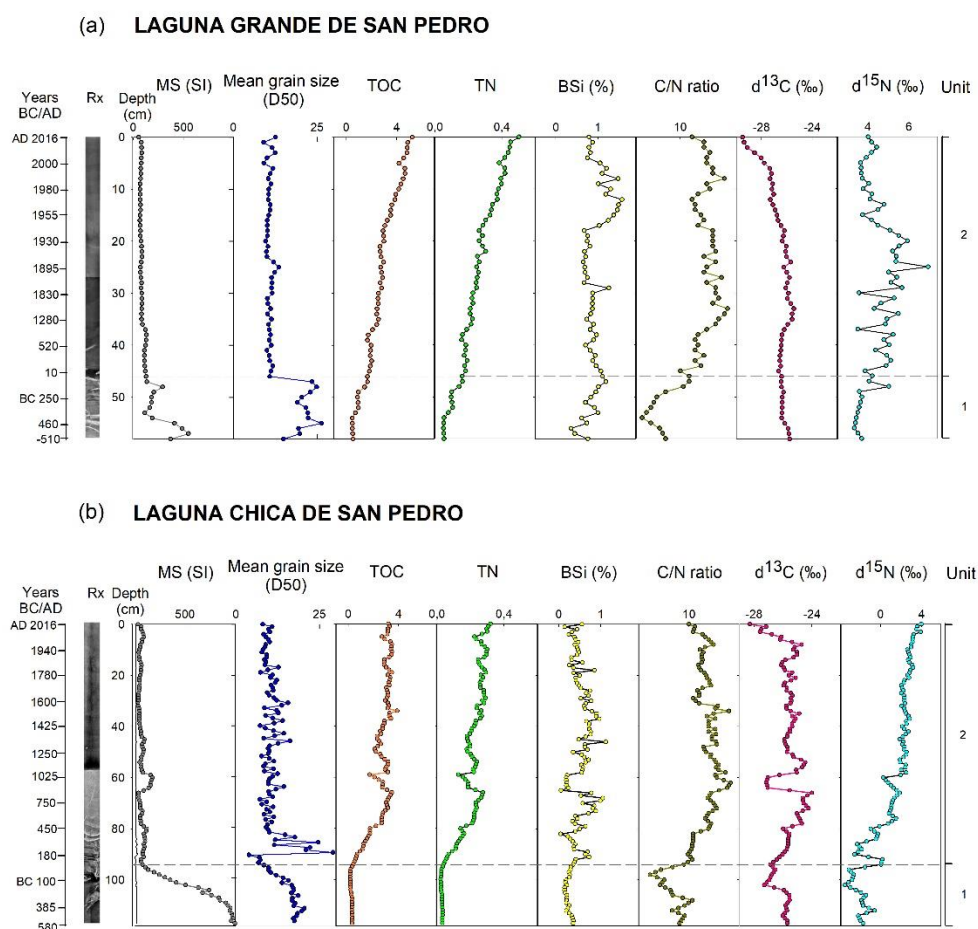 (a) LAGUNA GRANDE DE SAN PEDRO
MS (SI) Mean grain size (D50) TOC TN BSi (%) C/N ratio d13C (‰) d15N (‰)
Years BC/AD Rx Depth (cm) Unit
0 500 0 25 0 4 0,0 0,4 0 1 10 -28 -24 4 6
AD 2016 0
2000
1980 10
1955
1930 20
1895
1830 30
1280
520 40
10
BC 250 50
460
-510
2
1
(b) LAGUNA CHICA DE SAN PEDRO
MS (SI) Mean grain size (D50) TOC TN BSi (%) C/N ratio d13C (‰) d15N (‰)
Years BC/AD Rx Depth (cm) Unit
500 0 25 0 4 0,0 0,4 0 1 10 -28 -24 0 4
AD 2016 0
1940
1780 20
1600
1425 40
1250
1025 60
750
450 80
180
BC 100 100
385
580
2
1